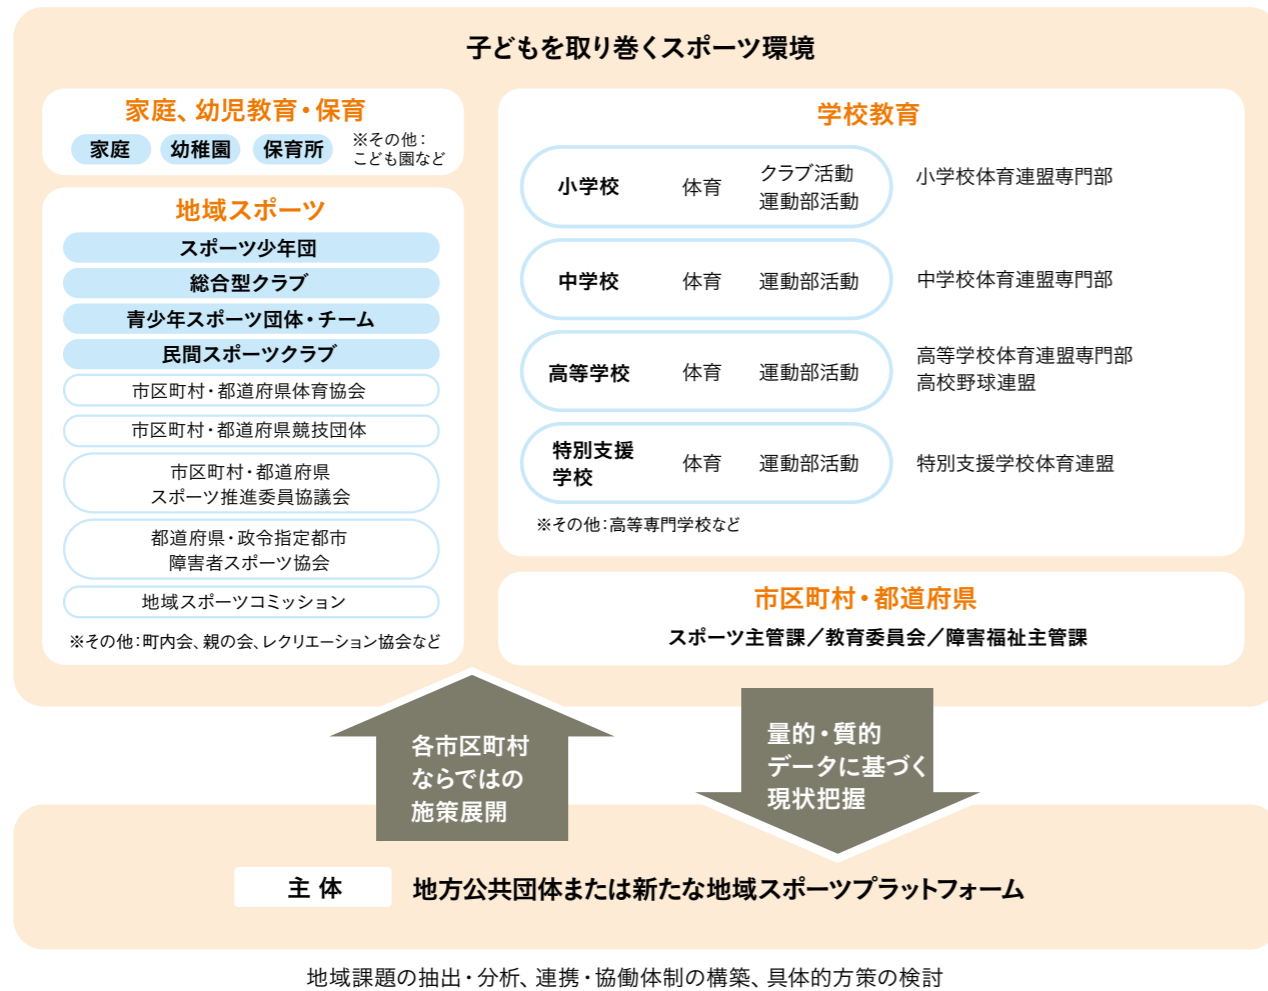 子どもを取り巻くスポーツ環境
家庭、幼児教育・保育
家庭
幼稚園
保育所
※その他：
こども園など
地域スポーツ
スポーツ少年団
総合型クラブ
青少年スポーツ団体・チーム
民間スポーツクラブ
市区町村・都道府県体育協会
市区町村・都道府県競技団体
市区町村・都道府県
スポーツ推進委員協議会
都道府県・政令指定都市
障害者スポーツ協会
地域スポーツコミッション
※その他：町内会、親の会、レクリエーション協会など
学校教育
小学校
体育
クラブ活動
運動部活動
小学校体育連盟専門部
中学校
体育
運動部活動
中学校体育連盟専門部
高等学校
体育
運動部活動
高等学校体育連盟専門部
高校野球連盟
特別支援
学校
体育
運動部活動
特別支援学校体育連盟
※その他：高等専門学校など
市区町村・都道府県
スポーツ主管課／教育委員会／障害福祉主管課
各市区町村
ならではの
施策展開
量的・質的
データに基づく
現状把握
主 体
地方公共団体または新たな地域スポーツプラットフォーム
地域課題の抽出・分析、連携・協働体制の構築、具体的方策の検討